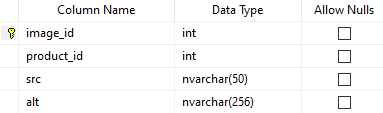 Column Name Data Type Allow Nulls
image_id int
product_id int
src nvarchar(50)
alt nvarchar(256)